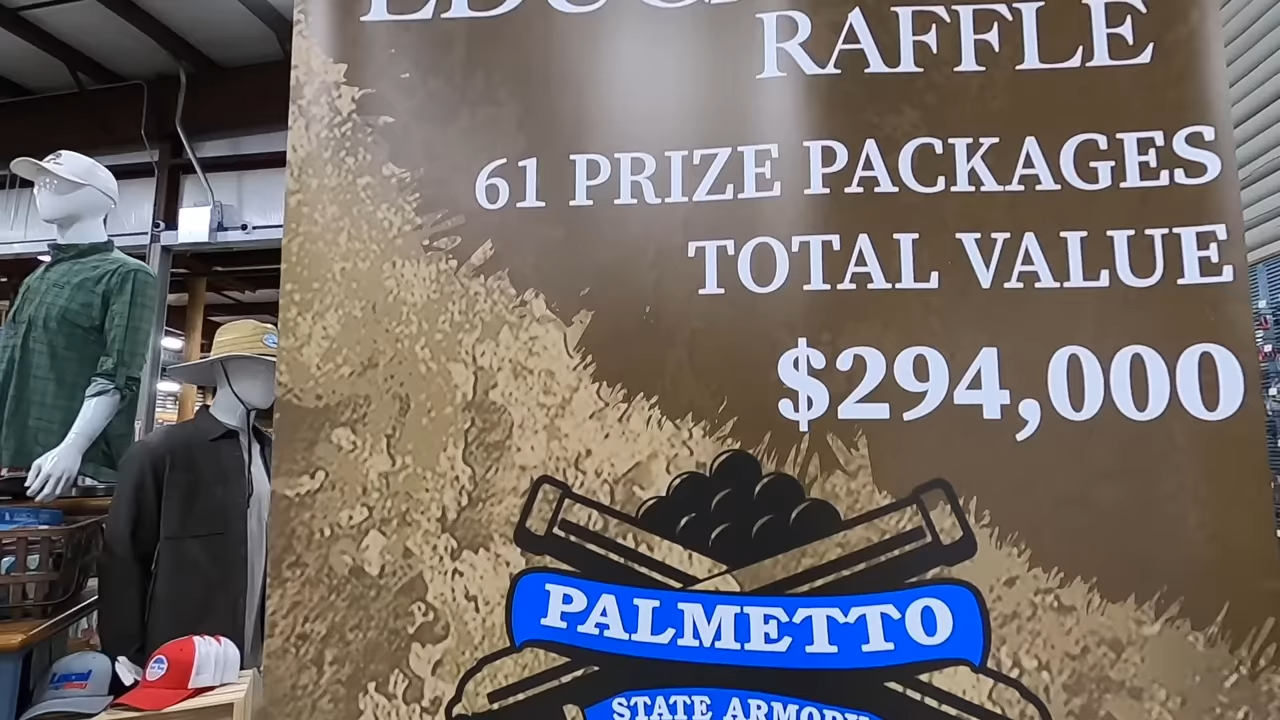 RAFFLE
61 PRIZE PACKAGES
TOTAL VALUE
$294,000
PALMETTO
STATE ARMORY